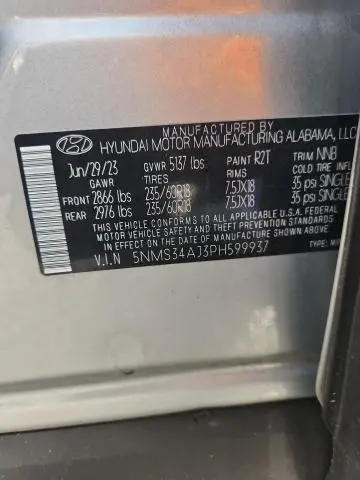 MANUFACTURED BY
HYUNDAI MOTOR MANUFACTURING ALABAMA, LLC
Jun/29/23 GVWR 5137 lbs PAINT R2T TRIM NNB
GAWR TIRES RIMS COLD TIRE INFL
FRONT 2866 lbs 235/60R18 7.5JX18 35 psi SINGLE
REAR 2976 lbs 235/60R18 7.5JX18 35 psi SINGLE
THIS VEHICLE CONFORMS TO ALL APPLICABLE U.S.A. FEDERAL
MOTOR VEHICLE SAFETY AND THEFT PREVENTION STANDARDS
IN EFFECT ON THE DATE OF MANUFACTURE SHOWN ABOVE.
V.I.N 5NMS34AJ3PH599937 TYPE: